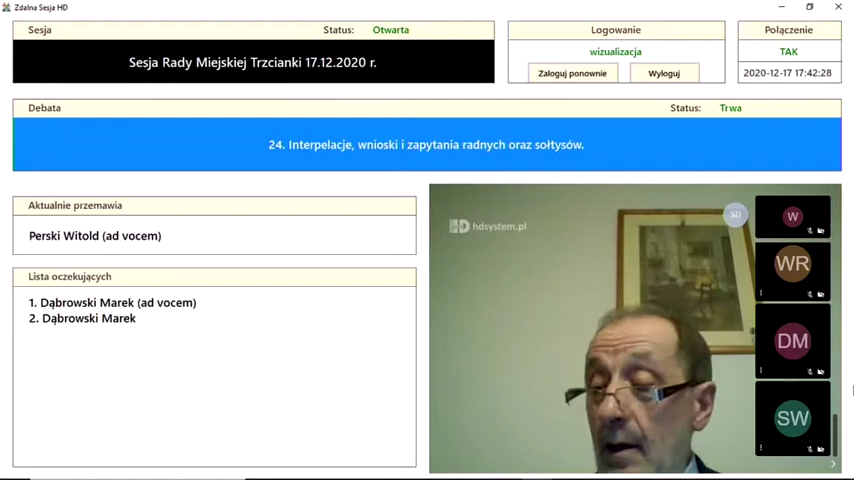 Zdalna Sesja HD
Sesja Status: Otwarta
Sesja Rady Miejskiej Trzcianki 17.12.2020 r.
Logowanie
wizualizacja
Zaloguj ponownie Wyloguj
Połączenie
TAK
2020-12-17 17:42:28
Debata Status: Trwa
24. Interpelacje, wnioski i zapytania radnych oraz sołtysów.
Aktualnie przemawia
Perski Witold (ad vocem)
Lista oczekujących
1. Dąbrowski Marek (ad vocem)
2. Dąbrowski Marek
HD hdsystem.pl
W
WR
DM
SW